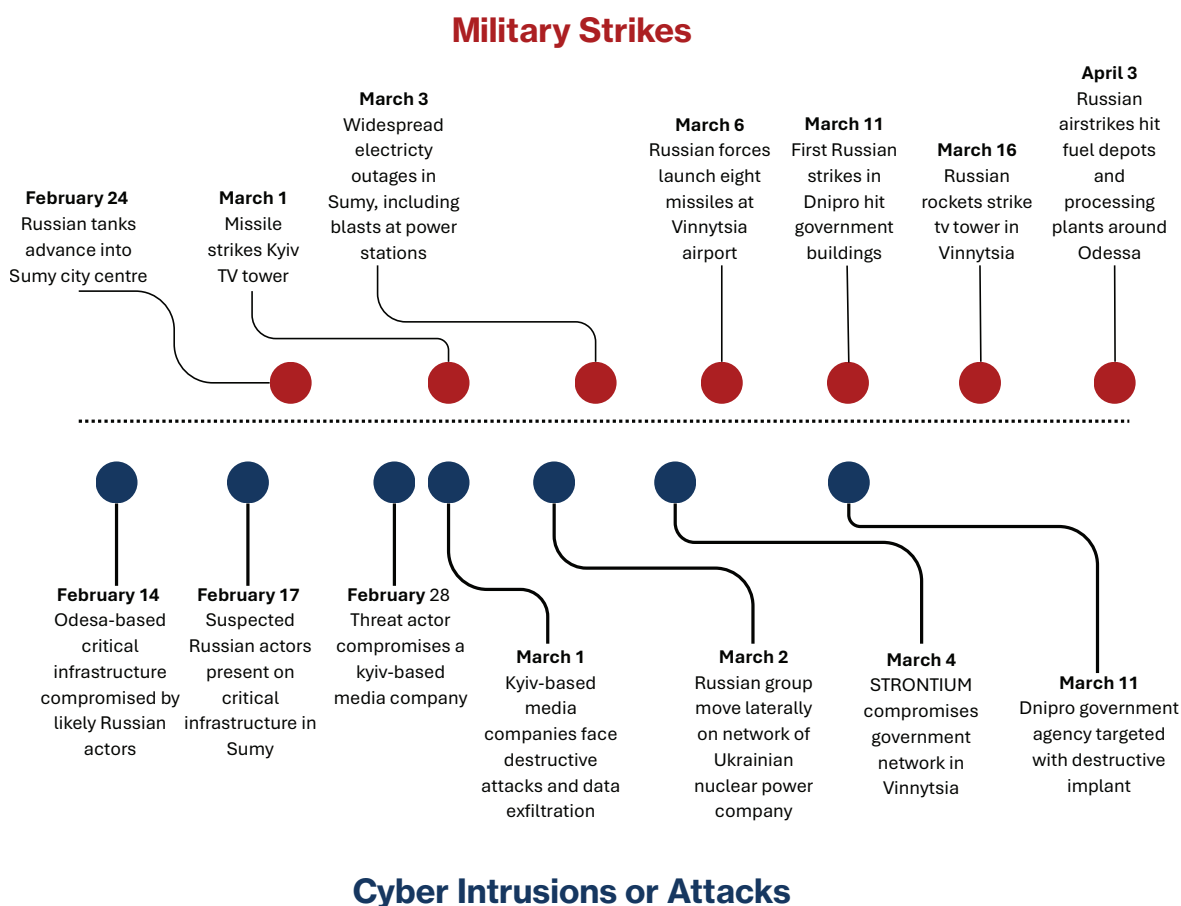 Military Strikes
February 24
Russian tanks
advance into
Sumy city centre
March 1
Missile
strikes Kyiv
TV tower
March 3
Widespread
electricty
outages in
Sumy, including
blasts at power
stations
March 6
Russian forces
launch eight
missiles at
Vinnytsia
airport
March 11
First Russian
strikes in
Dnipro hit
government
buildings
March 16
Russian
rockets strike
tv tower in
Vinnytsia
April 3
Russian
airstrikes hit
fuel depots
and
processing
plants around
Odessa
February 14
Odesa-based
critical
infrastructure
compromised by
likely Russian
actors
February 17
Suspected
Russian actors
present on
critical
infrastructure in
Sumy
February 28
Threat actor
compromises a
kyiv-based
media company
March 1
Kyiv-based
media
companies face
destructive
attacks and data
exfiltration
March 2
Russian group
move laterally
on network of
Ukrainian
nuclear power
company
March 4
STRONTIUM
compromises
government
network in
Vinnytsia
March 11
Dnipro government
agency targeted
with destructive
implant
Cyber Intrusions or Attacks